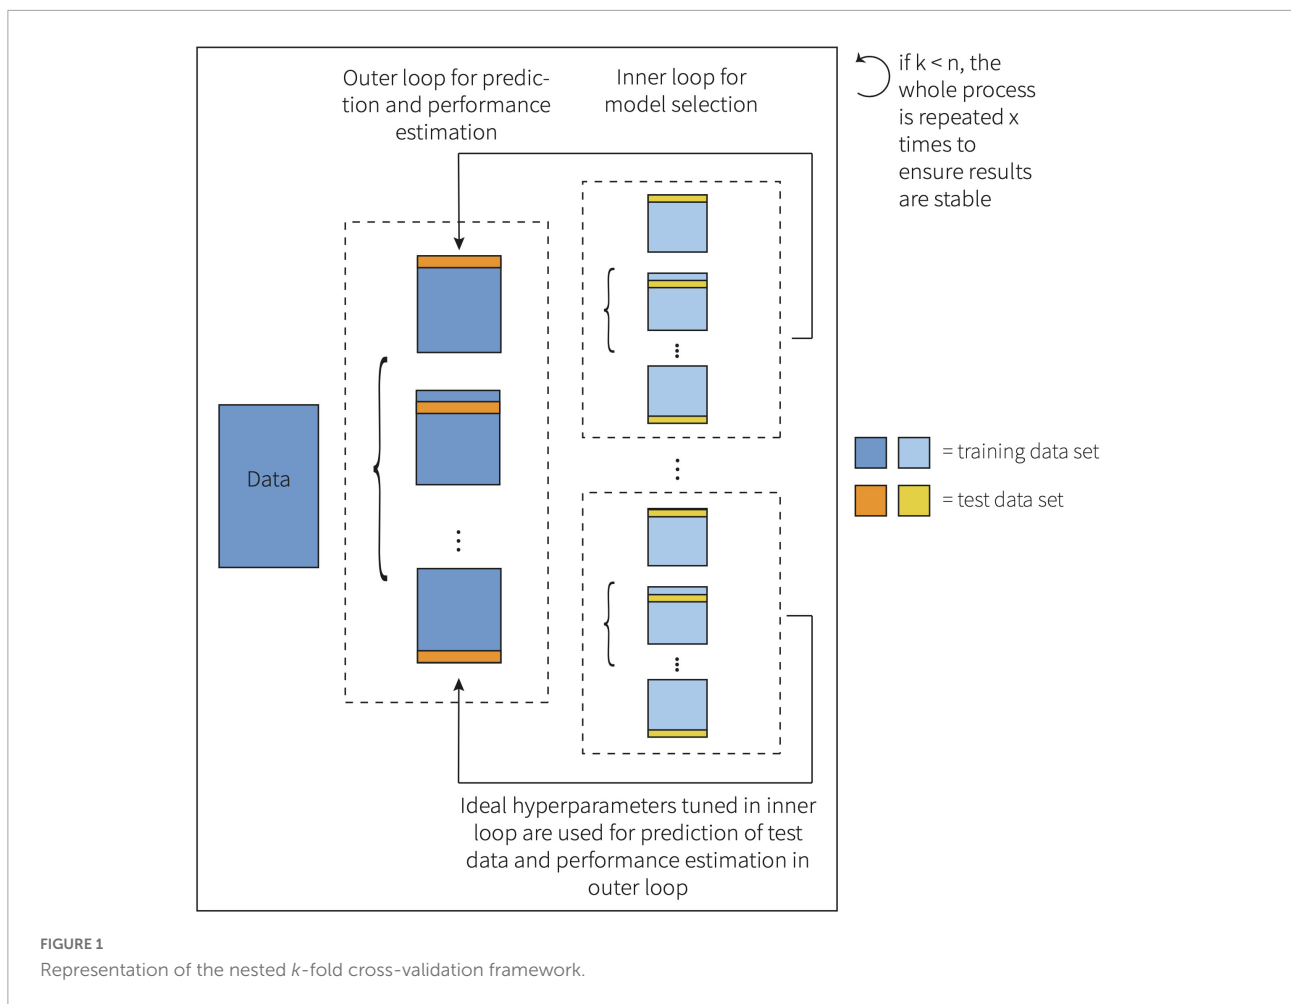 Outer loop for predic-
tion and performance
estimation
Inner loop for
model selection
if k < n, the
whole process
is repeated x
times to
ensure results
are stable
Data
= training data set
= test data set
Ideal hyperparameters tuned in inner
loop are used for prediction of test
data and performance estimation in
outer loop
FIGURE 1
Representation of the nested k-fold cross-validation framework.